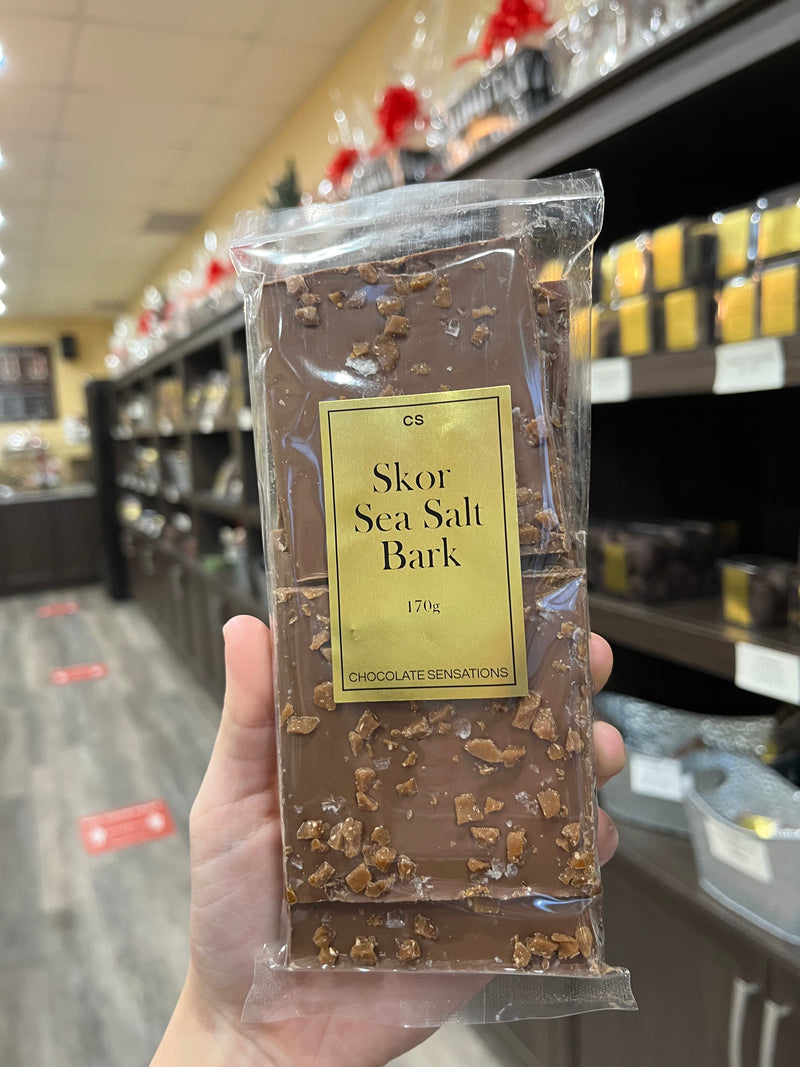 CS
Skor
Sea Salt
Bark
170g
CHOCOLATE SENSATIONS